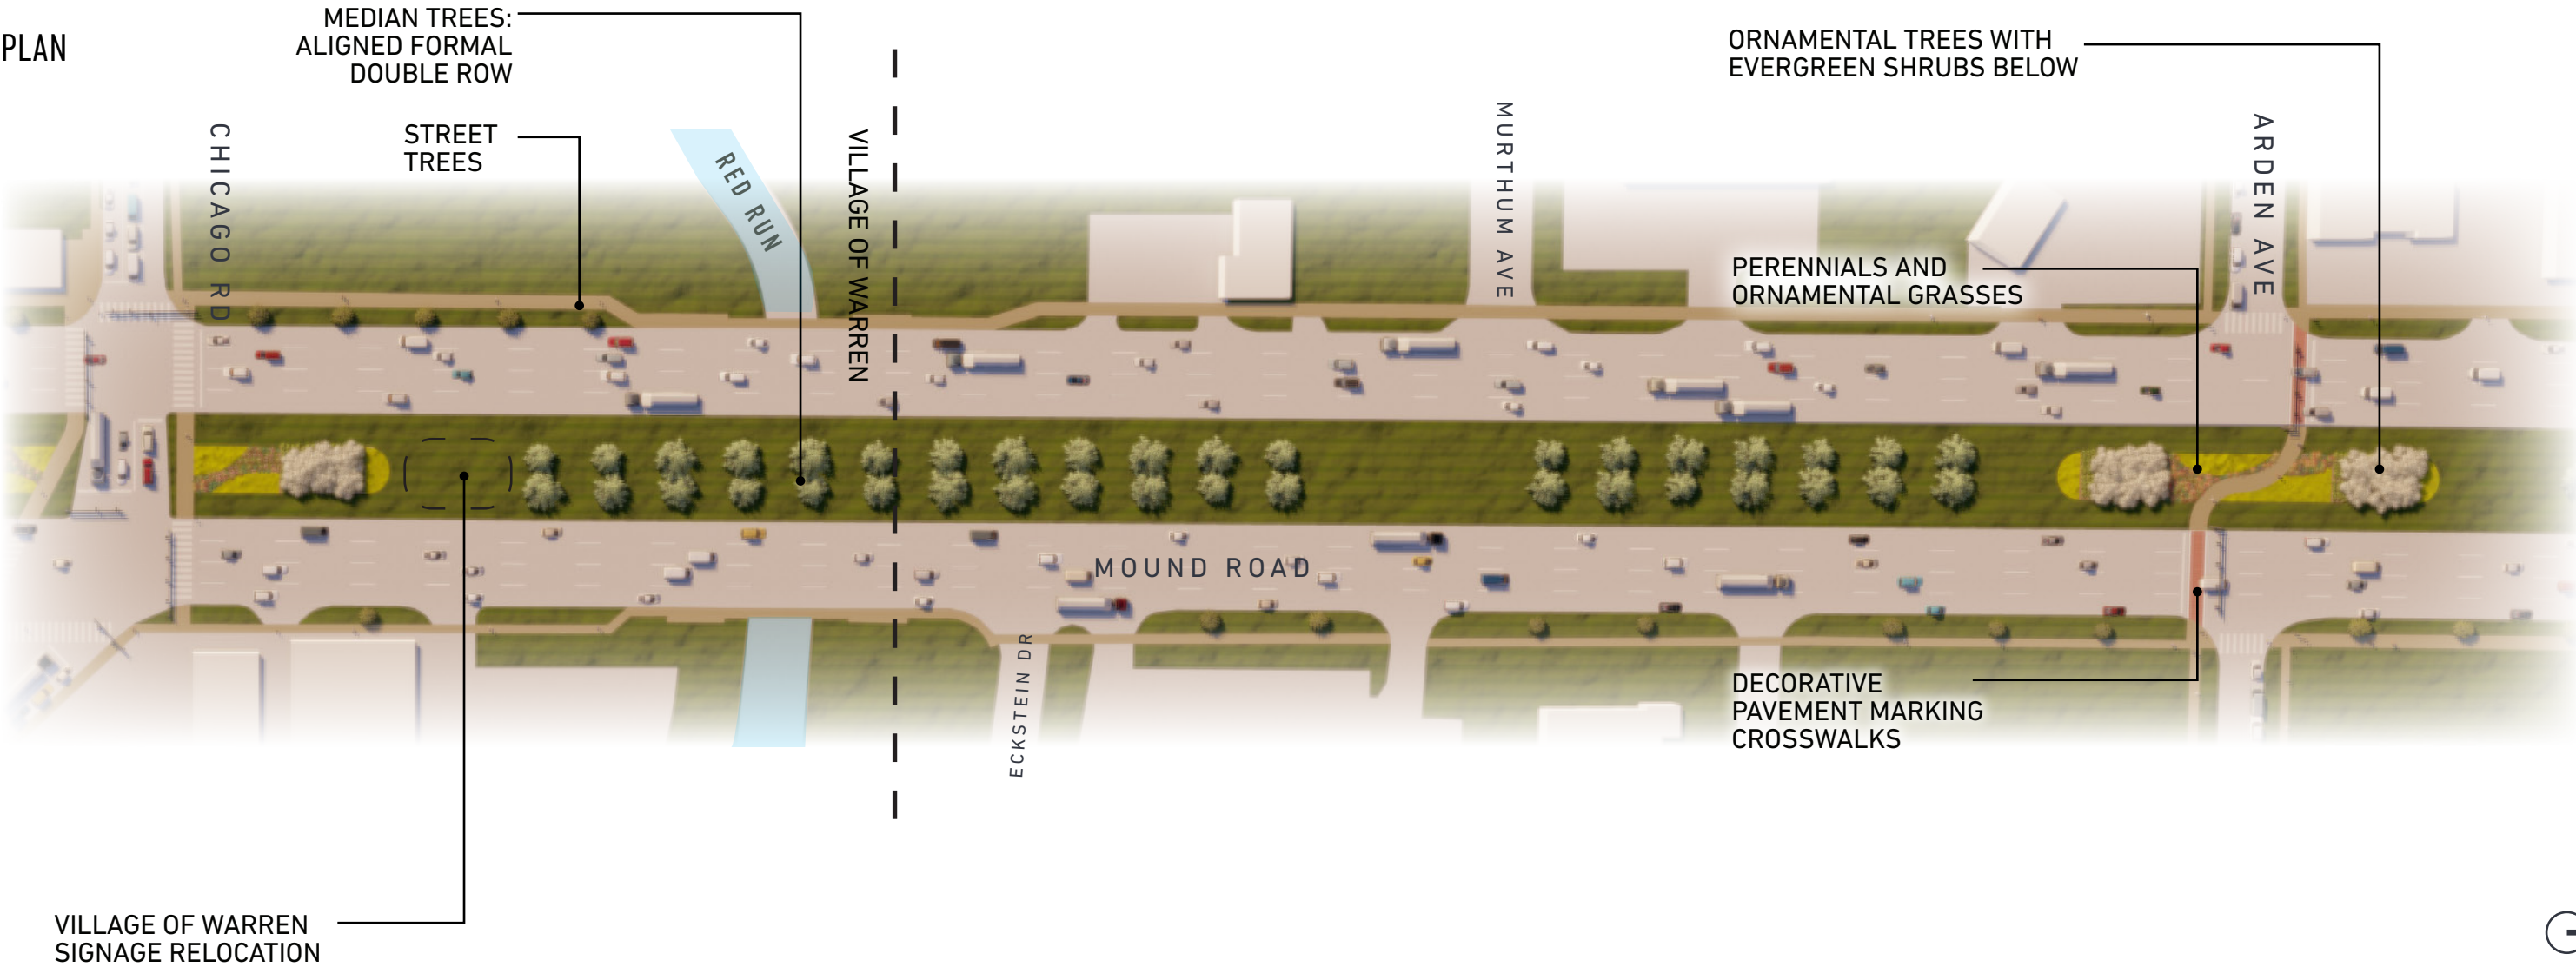 PLAN
MEDIAN TREES:
ALIGNED FORMAL
DOUBLE ROW
STREET
TREES
ORNAMENTAL TREES WITH
EVERGREEN SHRUBS BELOW
CHICAGO RD
RED RUN
VILLAGE OF WARREN
MURTHUM AVE
ARDEN AVE
PERENNIALS AND
ORNAMENTAL GRASSES
MOUND ROAD
ECKSTEIN DR
DECORATIVE
PAVEMENT MARKING
CROSSWALKS
VILLAGE OF WARREN
SIGNAGE RELOCATION